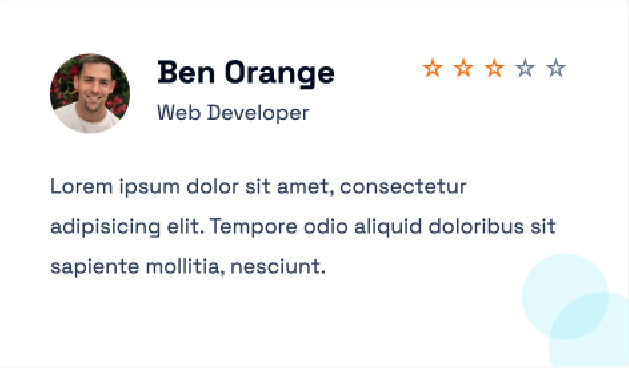 Ben Orange
Web Developer
Lorem ipsum dolor sit amet, consectetur
adipisicing elit. Tempore odio aliquid doloribus sit
sapiente mollitia, nesciunt.